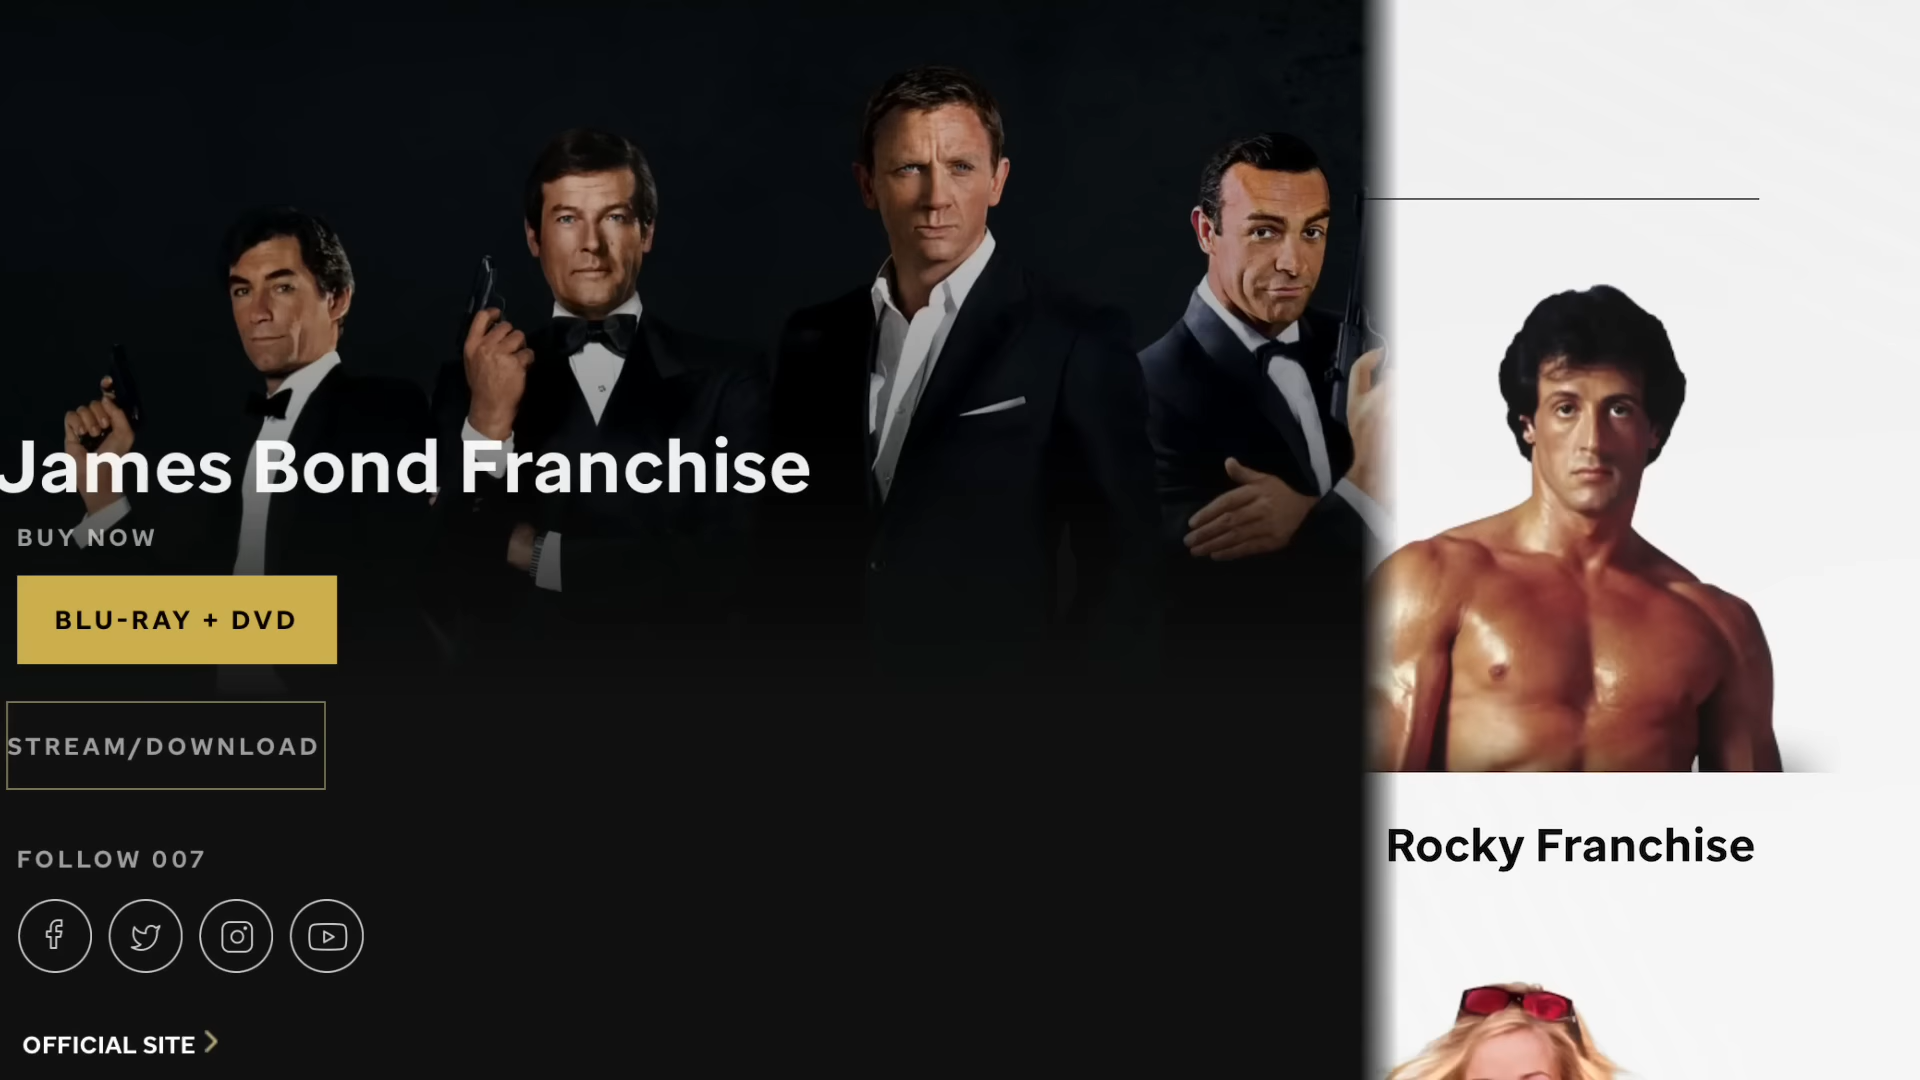 James Bond Franchise
BUY NOW
BLU-RAY + DVD
STREAM/DOWNLOAD
FOLLOW 007
OFFICIAL SITE
Rocky Franchise